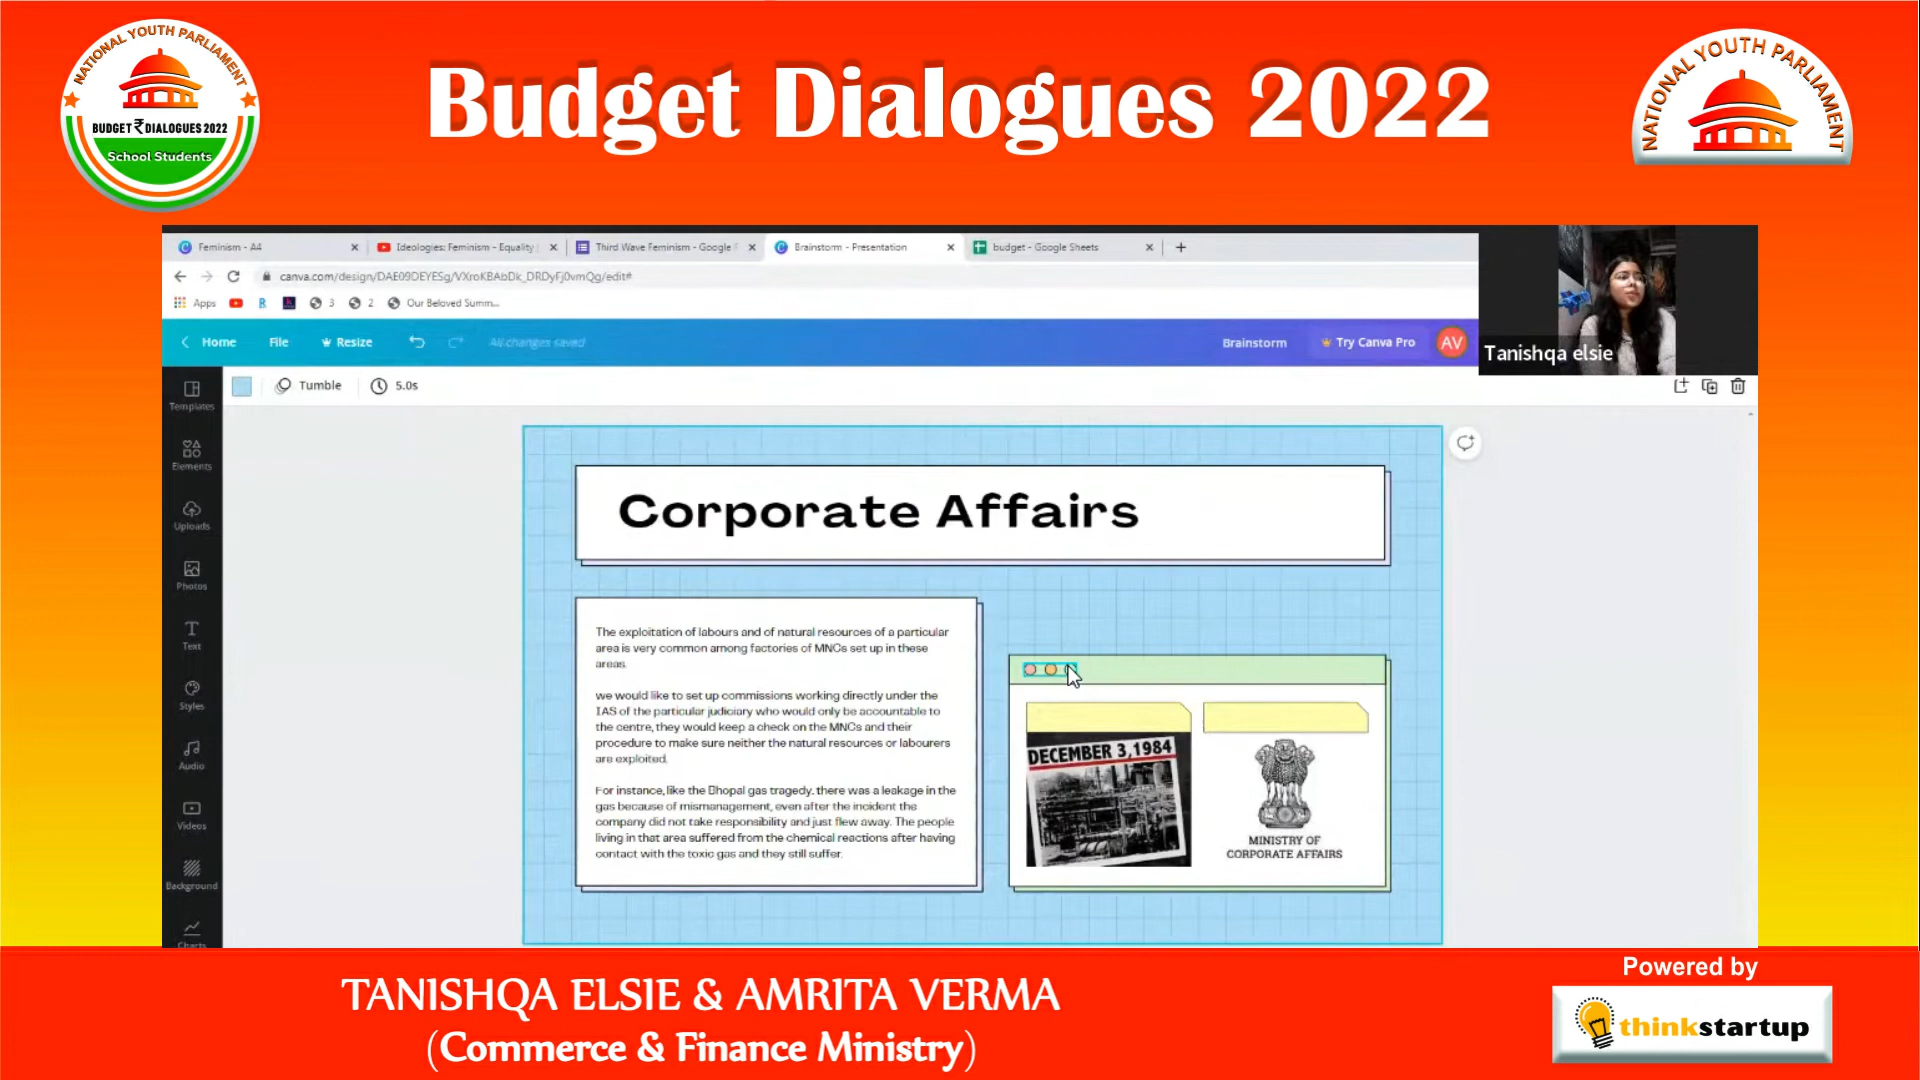 NATIONAL YOUTH PARLIAMENT
BUDGET ₹ DIALOGUES 2022
School Students
Budget Dialogues 2022
NATIONAL YOUTH PARLIAMENT
Feminism - A4
Ideologies: Feminism - Equality
Third Wave Feminism - Google F
Brainstorm - Presentation
budget - Google Sheets
canva.com/design/DAE09DEYESg/VXroKBAbDk_DRDyFj0vmQg/edit#
Apps
3
2
Our Beloved Summ...
Home
File
Resize
All changes saved
Brainstorm
Try Canva Pro
AV
Tanishqa elsie
Tumble
5.0s
Templates
Elements
Uploads
Photos
Text
Styles
Audio
Videos
Background
Charts
Corporate Affairs
The exploitation of labours and of natural resources of a particular
area is very common among factories of MNCs set up in these
areas.
we would like to set up commissions working directly under the
IAS of the particular judiciary who would only be accountable to
the centre, they would keep a check on the MNCs and their
procedure to make sure neither the natural resources or labourers
are exploited.
For instance, like the Bhopal gas tragedy. there was a leakage in the
gas because of mismanagement, even after the incident the
company did not take responsibility and just flew away. The people
living in that area suffered from the chemical reactions after having
contact with the toxic gas and they still suffer.
DECEMBER 3, 1984
MINISTRY OF
CORPORATE AFFAIRS
TANISHQA ELSIE & AMRITA VERMA
(Commerce & Finance Ministry)
Powered by
thinkstartup